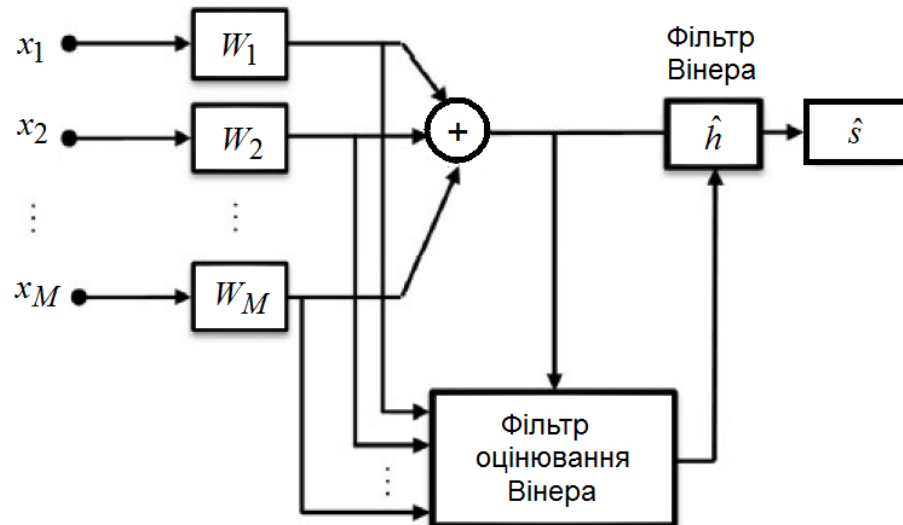 x1 W1
Фільтр
Вінера
x2 W2 + ĥ ŝ
⋮ ⋮
xM WM
Фільтр
оцінювання
Вінера
⋮